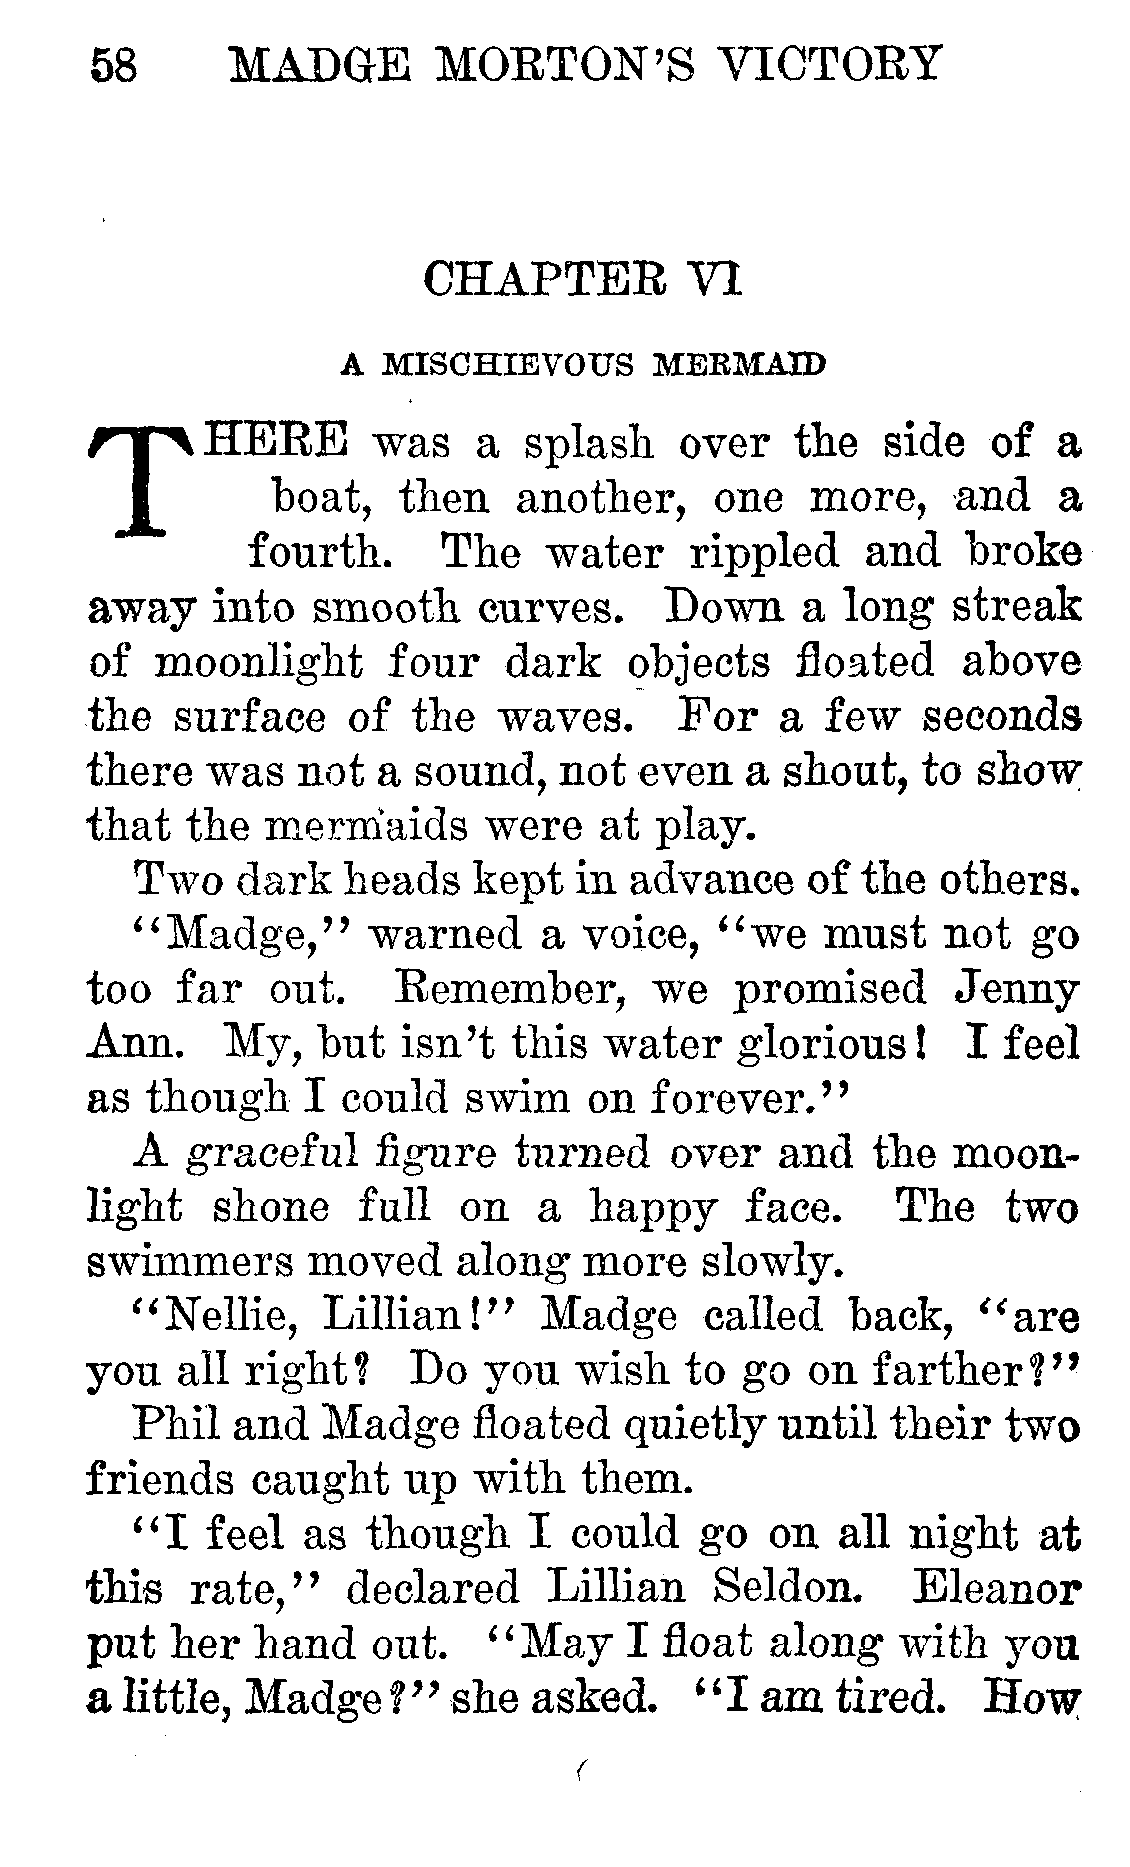 58 MADGE MORTON'S VICTORY
CHAPTER VI
A MISCHIEVOUS MERMAID
THERE was a splash over the side of a
boat, then another, one more, and a
fourth. The water rippled and broke
away into smooth curves. Down a long streak
of moonlight four dark objects floated above
the surface of the waves. For a few seconds
there was not a sound, not even a shout, to show
that the mermaids were at play.
Two dark heads kept in advance of the others.
"Madge," warned a voice, "we must not go
too far out. Remember, we promised Jenny
Ann. My, but isn't this water glorious! I feel
as though I could swim on forever."
A graceful figure turned over and the moon-
light shone full on a happy face. The two
swimmers moved along more slowly.
"Nellie, Lillian!" Madge called back, "are
you all right? Do you wish to go on farther?"
Phil and Madge floated quietly until their two
friends caught up with them.
"I feel as though I could go on all night at
this rate," declared Lillian Seldon. Eleanor
put her hand out. "May I float along with you
a little, Madge?" she asked. "I am tired. How